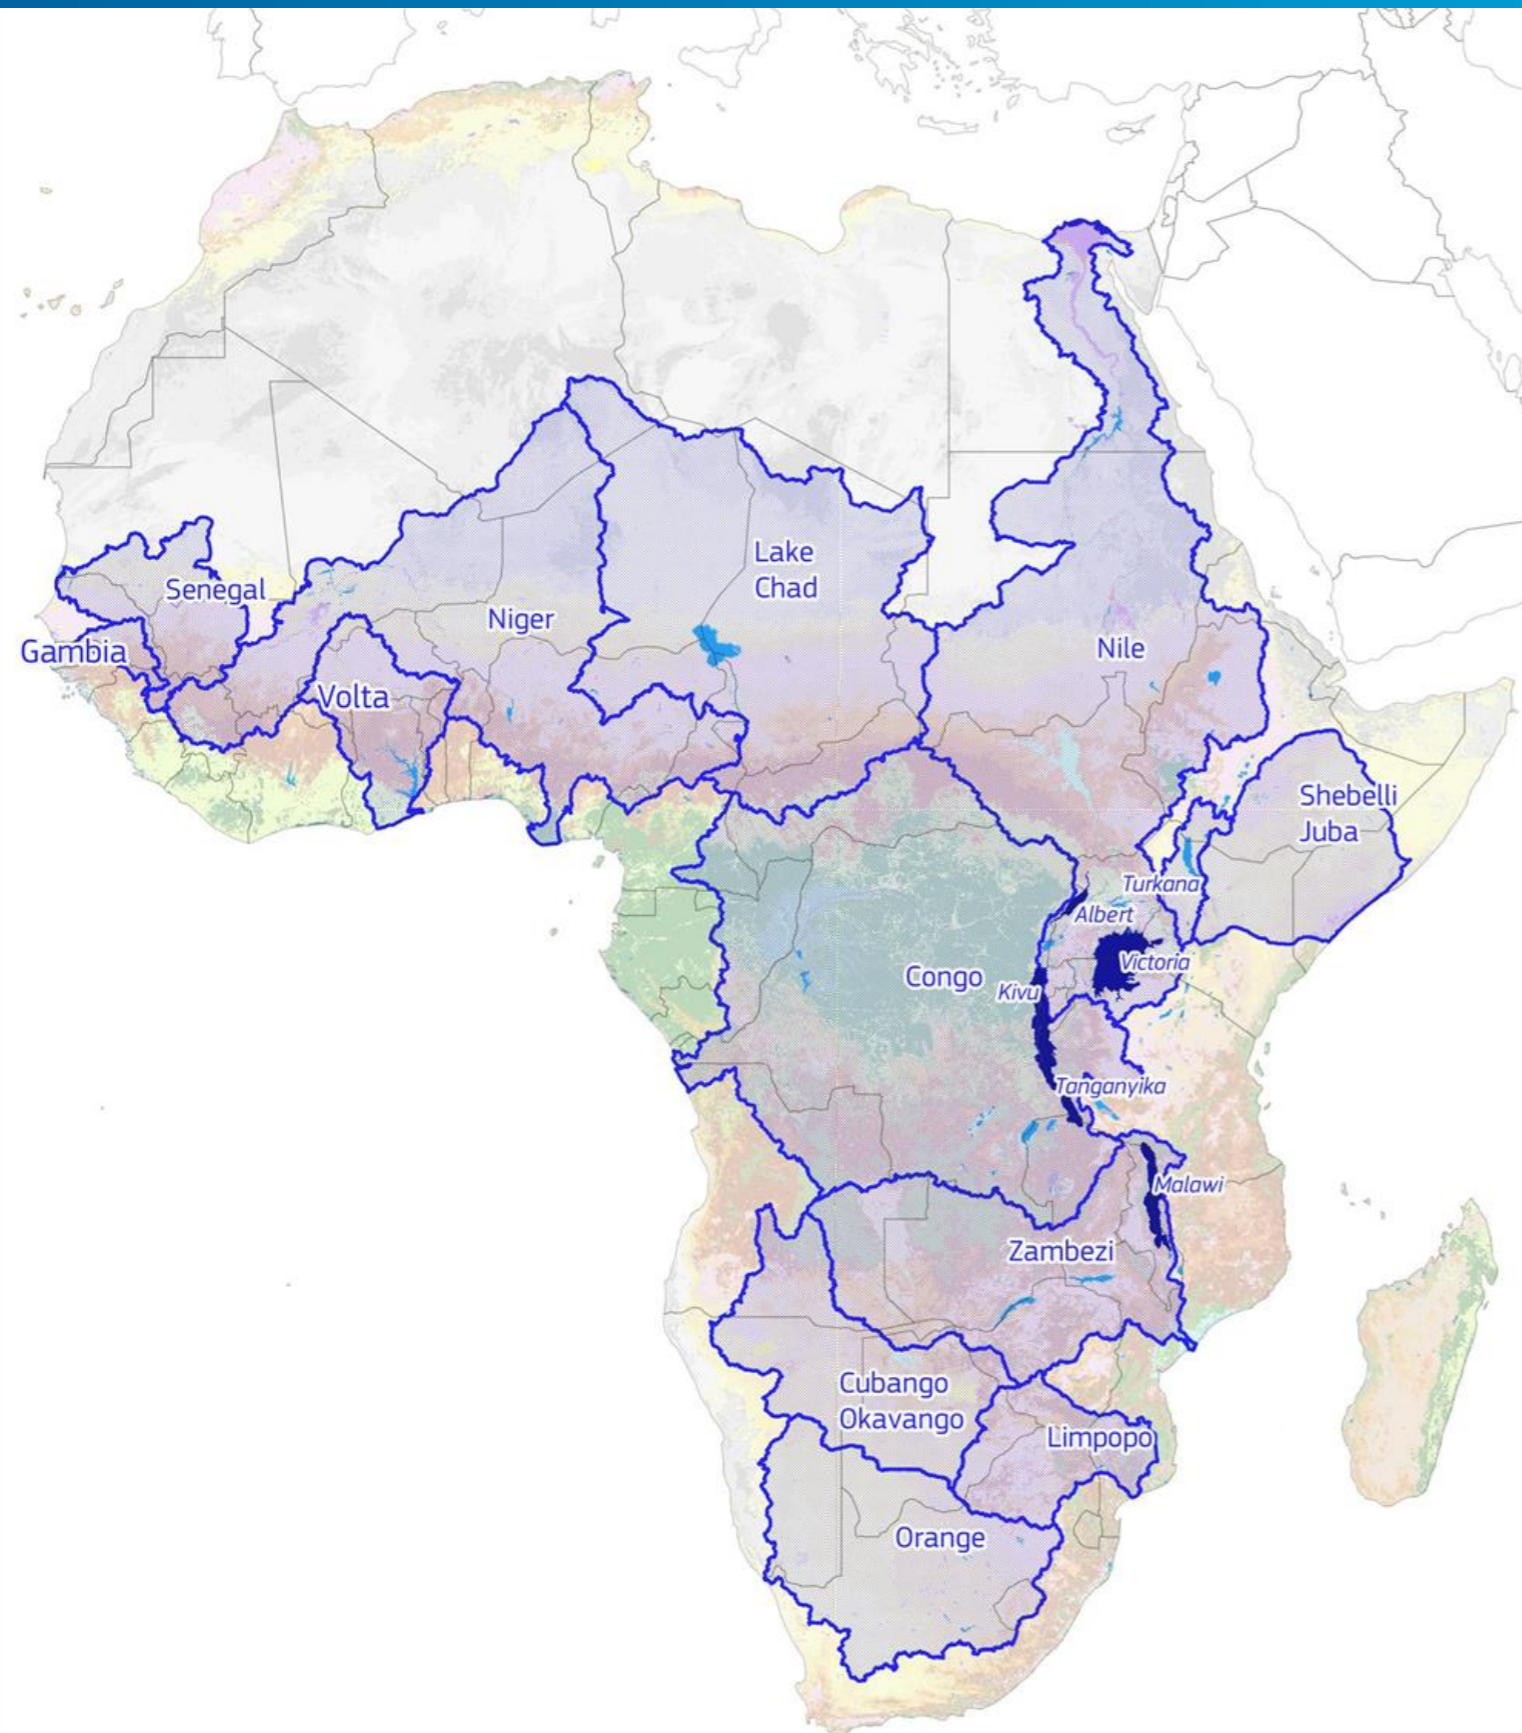 Lake
Chad
Senegal
Niger
Gambia
Nile
Volta
Shebelli
Juba
Turkana
Albert
Victoria
Congo
Kivu
Tanganyika
Malawi
Zambezi
Cubango
Okavango
Limpopo
Orange